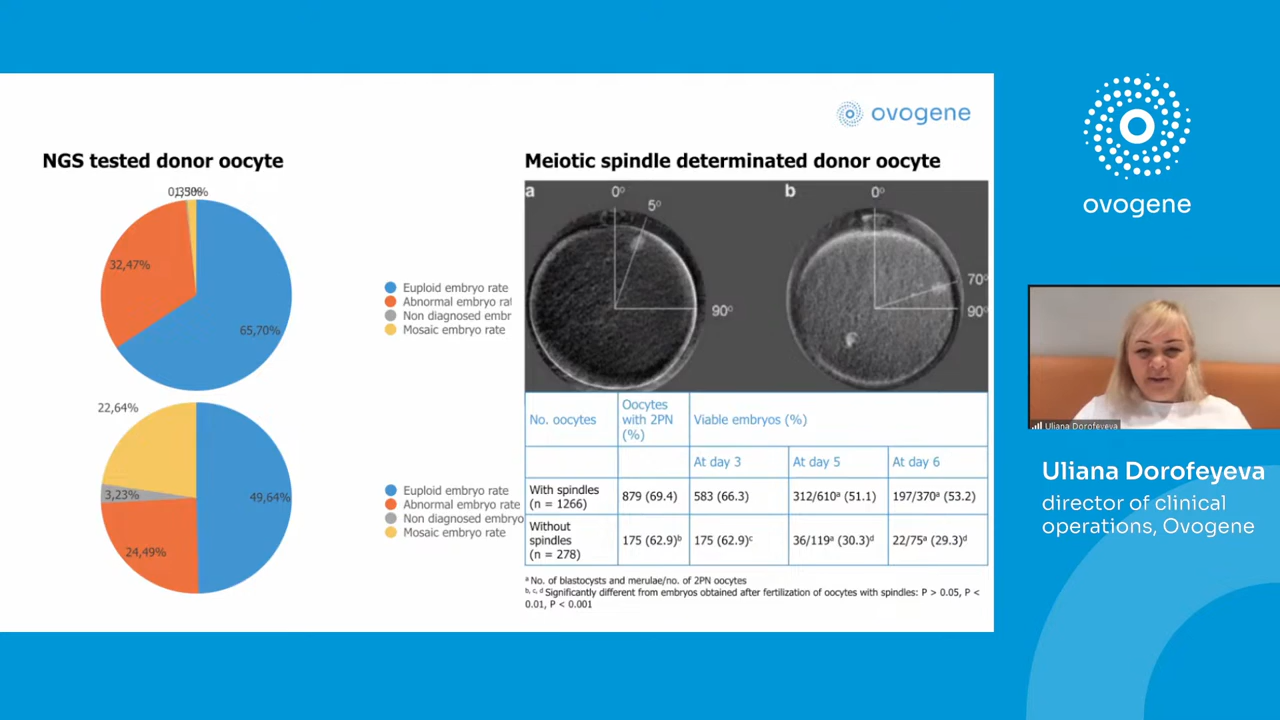 ovogene
NGS tested donor oocyte
32,47%
65,70%
Euploid embryo rate
Abnormal embryo rat
Non diagnosed embr
Mosaic embryo rate
22,64%
3,23%
49,64%
24,49%
Euploid embryo rate
Abnormal embryo rate
Non diagnosed embryo
Mosaic embryo rate
Meiotic spindle determinated donor oocyte
a
0º
5º
90º
b
0º
70º
90º
No. oocytes
Oocytes
with 2PN
(%)
Viable embryos (%)
At day 3
At day 5
At day 6
With spindles
(n = 1266)
879 (69.4)
583 (66.3)
312/610ª (51.1)
197/370ª (53.2)
Without
spindles
(n = 278)
175 (62.9)ᵇ
175 (62.9)ᶜ
36/119ª (30.3)ᵈ
22/75ª (29.3)ᵈ
ª No. of blastocysts and merulae/no. of 2PN oocytes
ᵇ, ᶜ, ᵈ Significantly different from embryos obtained after fertilization of oocytes with spindles: P > 0.05, P <
0.01, P < 0.001
ovogene
Uliana Dorofeyeva
Uliana Dorofeyeva
director of clinical
operations, Ovogene